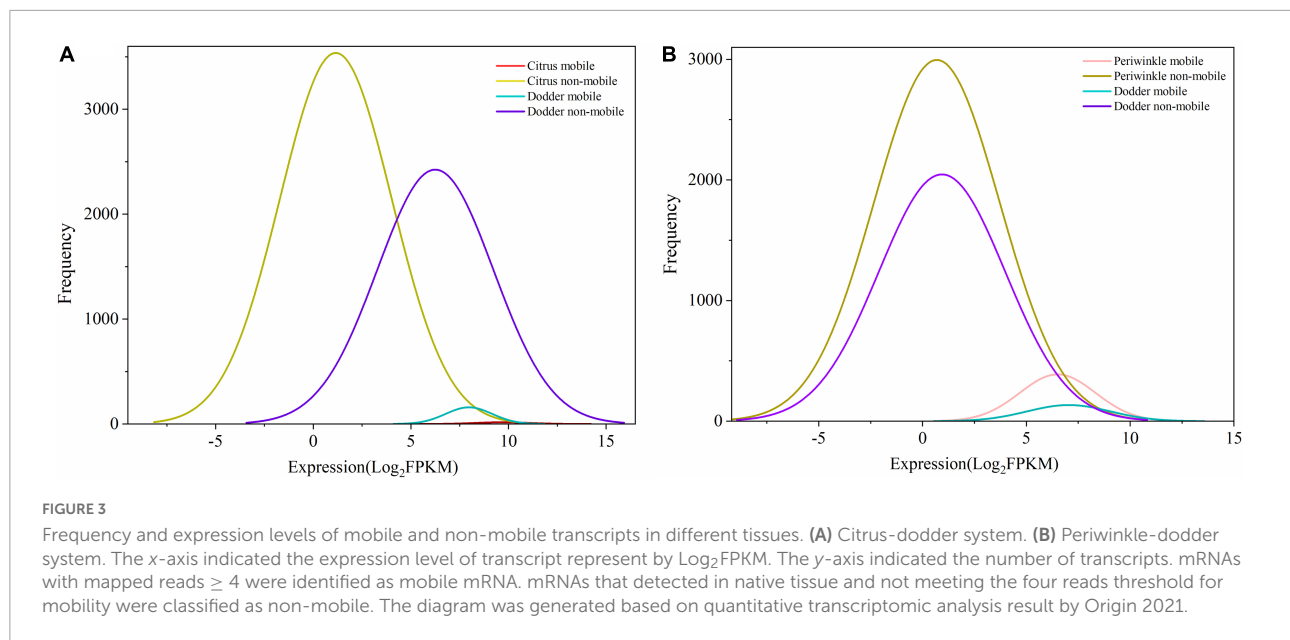 A
Citrus mobile
Citrus non-mobile
Dodder mobile
Dodder non-mobile
3000
2000
1000
0
Frequency
-5
0
5
10
15
Expression(Log₂FPKM)
B
Periwinkle mobile
Periwinkle non-mobile
Dodder mobile
Dodder non-mobile
3000
2000
1000
0
Frequency
-5
0
5
10
15
Expression(Log₂FPKM)
FIGURE 3
Frequency and expression levels of mobile and non-mobile transcripts in different tissues. (A) Citrus-dodder system. (B) Periwinkle-dodder
system. The x-axis indicated the expression level of transcript represent by Log₂FPKM. The y-axis indicated the number of transcripts. mRNAs
with mapped reads ≥ 4 were identified as mobile mRNA. mRNAs that detected in native tissue and not meeting the four reads threshold for
mobility were classified as non-mobile. The diagram was generated based on quantitative transcriptomic analysis result by Origin 2021.